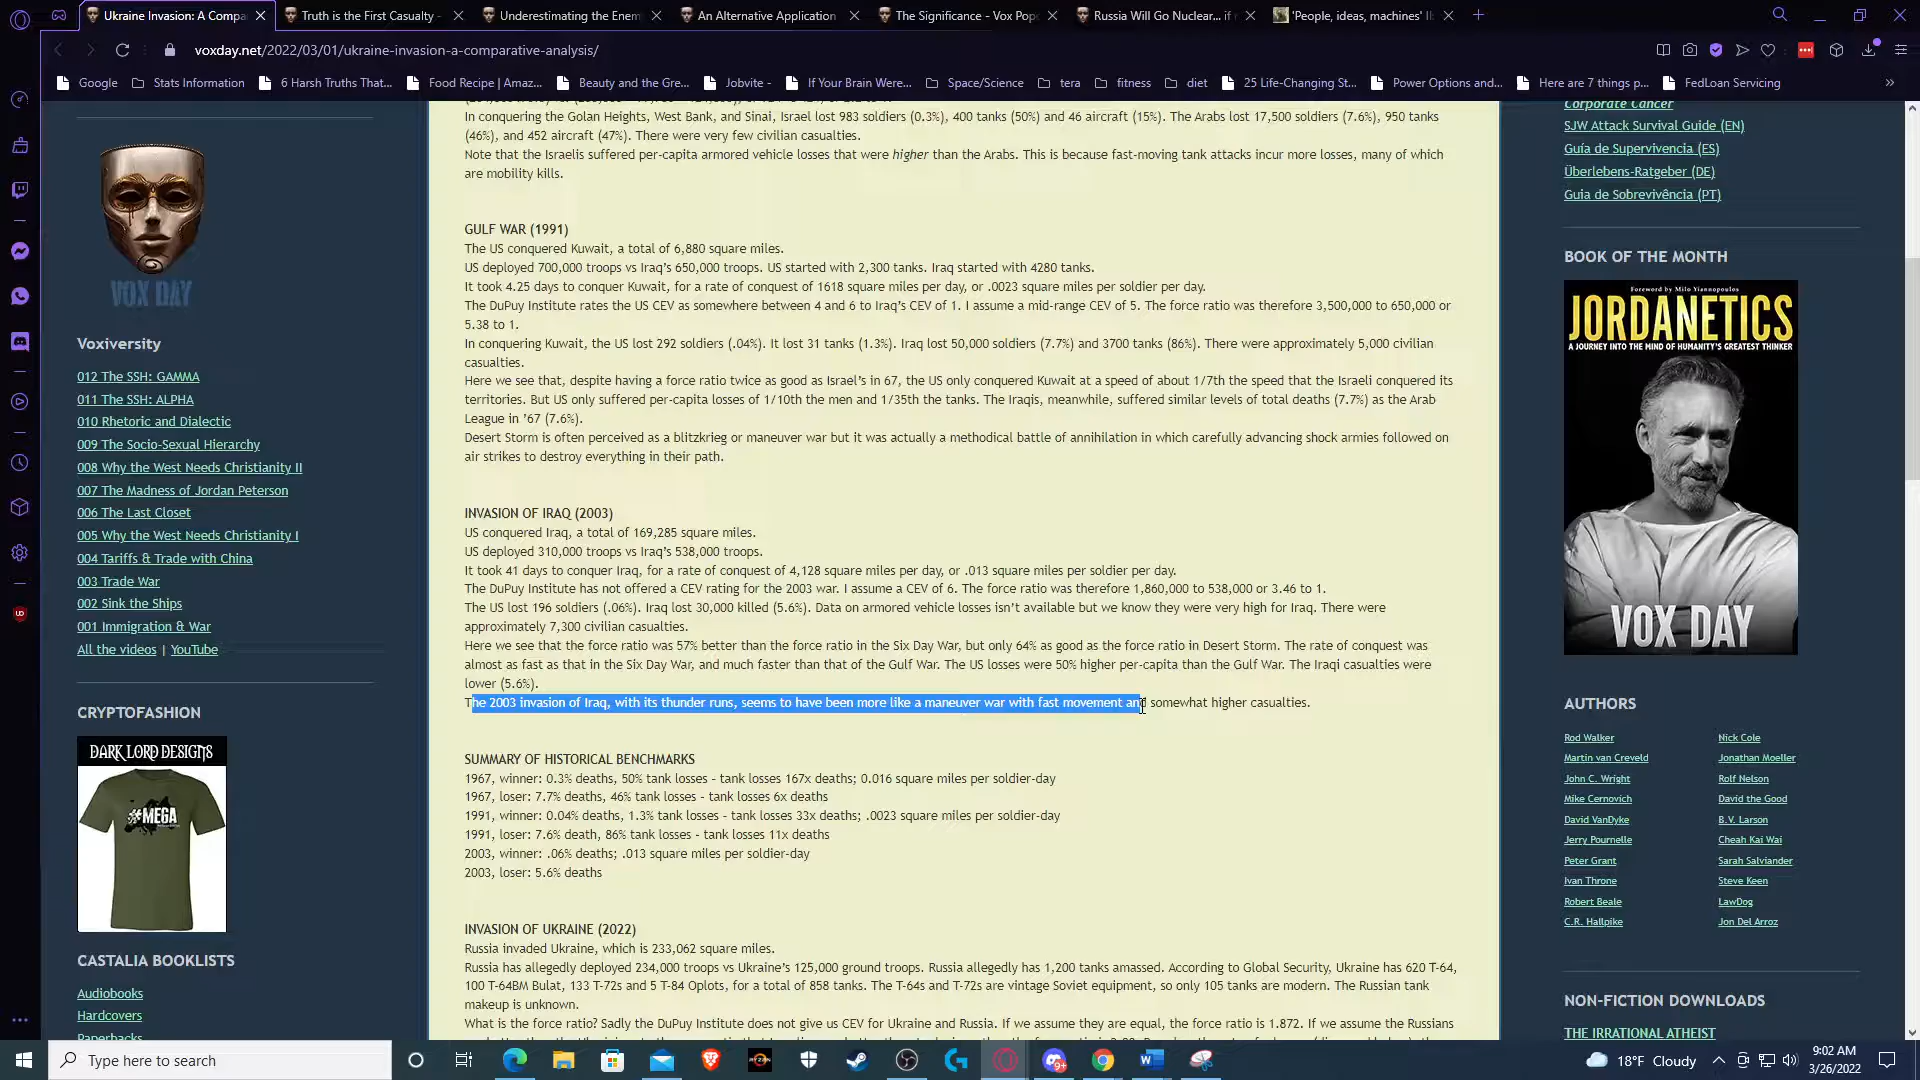 Ukraine Invasion: A Compa
Truth is the First Casualty -
Underestimating the Enem
An Alternative Application
The Significance - Vox Pop
Russia Will Go Nuclear... if
'People, ideas, machines' II:
voxday.net/2022/03/01/ukraine-invasion-a-comparative-analysis/
Google
Stats Information
6 Harsh Truths That...
Food Recipe | Amaz...
Beauty and the Gre...
Jobvite -
If Your Brain Were...
Space/Science
tera
fitness
diet
25 Life-Changing St...
Power Options and...
Here are 7 things p...
FedLoan Servicing
VOX DAY
Voxiversity
012 The SSH: GAMMA
011 The SSH: ALPHA
010 Rhetoric and Dialectic
009 The Socio-Sexual Hierarchy
008 Why the West Needs Christianity II
007 The Madness of Jordan Peterson
006 The Last Closet
005 Why the West Needs Christianity I
004 Tariffs & Trade with China
003 Trade War
002 Sink the Ships
001 Immigration & War
All the videos | YouTube
CRYPTOFASHION
DARK LORD DESIGNS
#MEGA
CASTALIA BOOKLISTS
Audiobooks
Hardcovers
Paperbacks
In conquering the Golan Heights, West Bank, and Sinai, Israel lost 983 soldiers (0.3%), 400 tanks (50%) and 46 aircraft (15%). The Arabs lost 17,500 soldiers (7.6%), 950 tanks
(46%), and 452 aircraft (47%). There were very few civilian casualties.
Note that the Israelis suffered per-capita armored vehicle losses that were higher than the Arabs. This is because fast-moving tank attacks incur more losses, many of which
are mobility kills.
GULF WAR (1991)
The US conquered Kuwait, a total of 6,880 square miles.
US deployed 700,000 troops vs Iraq's 650,000 troops. US started with 2,300 tanks. Iraq started with 4280 tanks.
It took 4.25 days to conquer Kuwait, for a rate of conquest of 1618 square miles per day, or .0023 square miles per soldier per day.
The DuPuy Institute rates the US CEV as somewhere between 4 and 6 to Iraq's CEV of 1. I assume a mid-range CEV of 5. The force ratio was therefore 3,500,000 to 650,000 or
5.38 to 1.
In conquering Kuwait, the US lost 292 soldiers (.04%). It lost 31 tanks (1.3%). Iraq lost 50,000 soldiers (7.7%) and 3700 tanks (86%). There were approximately 5,000 civilian
casualties.
Here we see that, despite having a force ratio twice as good as Israel's in 67, the US only conquered Kuwait at a speed of about 1/7th the speed that the Israeli conquered its
territories. But US only suffered per-capita losses of 1/10th the men and 1/35th the tanks. The Iraqis, meanwhile, suffered similar levels of total deaths (7.7%) as the Arab
League in '67 (7.6%).
Desert Storm is often perceived as a blitzkrieg or maneuver war but it was actually a methodical battle of annihilation in which carefully advancing shock armies followed on
air strikes to destroy everything in their path.
INVASION OF IRAQ (2003)
US conquered Iraq, a total of 169,285 square miles.
US deployed 310,000 troops vs Iraq's 538,000 troops.
It took 41 days to conquer Iraq, for a rate of conquest of 4,128 square miles per day, or .013 square miles per soldier per day.
The DuPuy Institute has not offered a CEV rating for the 2003 war. I assume a CEV of 6. The force ratio was therefore 1,860,000 to 538,000 or 3.46 to 1.
The US lost 196 soldiers (.06%). Iraq lost 30,000 killed (5.6%). Data on armored vehicle losses isn't available but we know they were very high for Iraq. There were
approximately 7,300 civilian casualties.
Here we see that the force ratio was 57% better than the force ratio in the Six Day War, but only 64% as good as the force ratio in Desert Storm. The rate of conquest was
almost as fast as that in the Six Day War, and much faster than that of the Gulf War. The US losses were 50% higher per-capita than the Gulf War. The Iraqi casualties were
lower (5.6%).
The 2003 invasion of Iraq, with its thunder runs, seems to have been more like a maneuver war with fast movement and somewhat higher casualties.
SUMMARY OF HISTORICAL BENCHMARKS
1967, winner: 0.3% deaths, 50% tank losses – tank losses 167x deaths; 0.016 square miles per soldier-day
1967, loser: 7.7% deaths, 46% tank losses – tank losses 6x deaths
1991, winner: 0.04% deaths, 1.3% tank losses – tank losses 33x deaths; .0023 square miles per soldier-day
1991, loser: 7.6% death, 86% tank losses – tank losses 11x deaths
2003, winner: .06% deaths; .013 square miles per soldier-day
2003, loser: 5.6% deaths
INVASION OF UKRAINE (2022)
Russia invaded Ukraine, which is 233,062 square miles.
Russia has allegedly deployed 234,000 troops vs Ukraine's 125,000 ground troops. Russia allegedly has 1,200 tanks amassed. According to Global Security, Ukraine has 620 T-64,
100 T-64BM Bulat, 133 T-72s and 5 T-84 Oplots, for a total of 858 tanks. The T-64s and T-72s are vintage Soviet equipment, so only 105 tanks are modern. The Russian tank
makeup is unknown.
What is the force ratio? Sadly the DuPuy Institute does not give us CEV for Ukraine and Russia. If we assume they are equal, the force ratio is 1.872. If we assume the Russians
Corporate Cancer
SJW Attack Survival Guide (EN)
Guía de Supervivencia (ES)
Überlebens-Ratgeber (DE)
Guia de Sobrevivência (PT)
BOOK OF THE MONTH
Foreword by Milo Yiannopoulos
JORDANETICS
A JOURNEY INTO THE MIND OF HUMANITY'S GREATEST THINKER
VOX DAY
AUTHORS
Rod Walker
Nick Cole
Martin van Creveld
Jonathan Moeller
John C. Wright
Rolf Nelson
Mike Cernovich
David the Good
David VanDyke
B.V. Larson
Jerry Pournelle
Cheah Kai Wai
Peter Grant
Sarah Salviander
Ivan Throne
Steve Keen
Robert Beale
LawDog
C.R. Hallpike
Jon Del Arroz
NON-FICTION DOWNLOADS
THE IRRATIONAL ATHEIST
Type here to search
18°F Cloudy
9:02 AM
3/26/2022